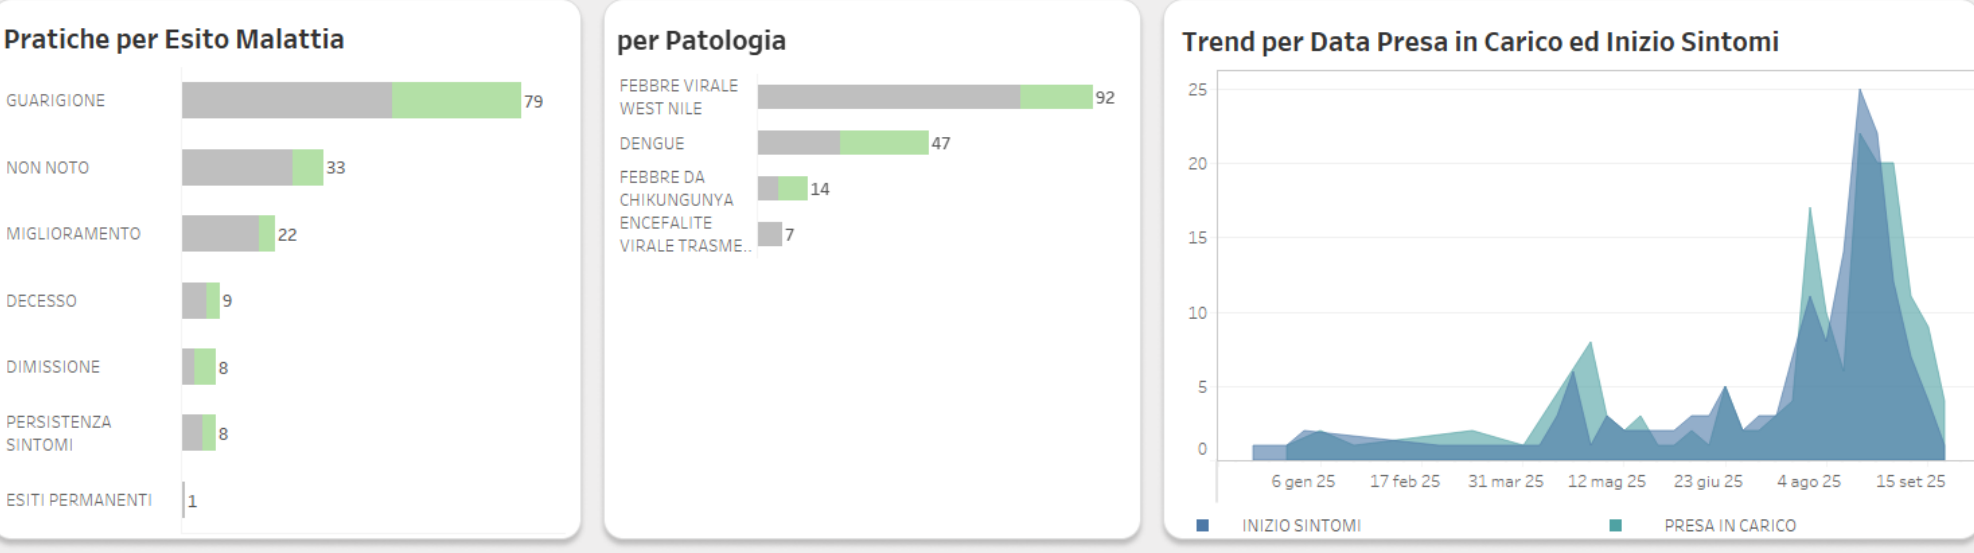 Pratiche per Esito Malattia
GUARIGIONE
79
NON NOTO
33
MIGLIORAMENTO
22
DECESSO
9
DIMISSIONE
8
PERSISTENZA
SINTOMI
8
ESITI PERMANENTI
1
per Patologia
FEBBRE VIRALE
WEST NILE
92
DENGUE
47
FEBBRE DA
CHIKUNGUNYA
14
ENCEFALITE
VIRALE TRASME..
7
Trend per Data Presa in Carico ed Inizio Sintomi
25
20
15
10
5
0
6 gen 25
17 feb 25
31 mar 25
12 mag 25
23 giu 25
4 ago 25
15 set 25
INIZIO SINTOMI
PRESA IN CARICO